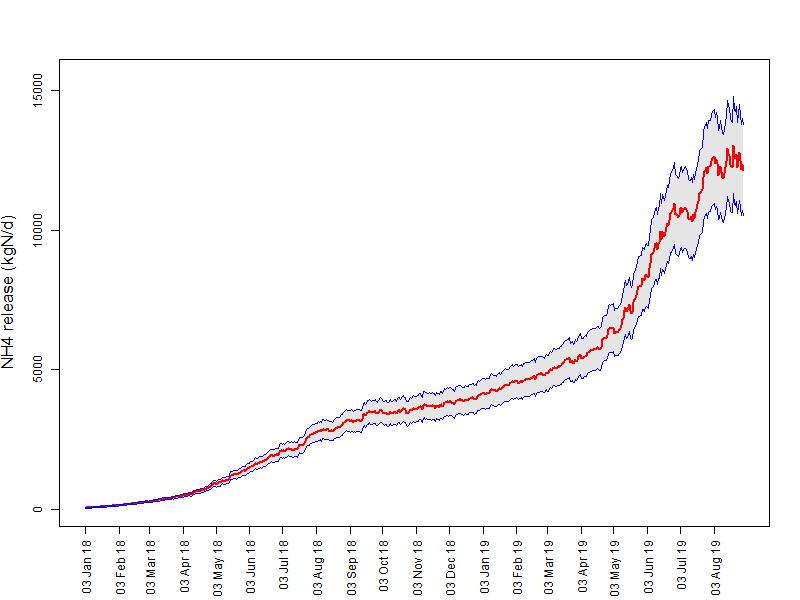 NH4 release (kgN/d)
15000
10000
5000
0
03 Jan 18
03 Feb 18
03 Mar 18
03 Apr 18
03 May 18
03 Jun 18
03 Jul 18
03 Aug 18
03 Sep 18
03 Oct 18
03 Nov 18
03 Dec 18
03 Jan 19
03 Feb 19
03 Mar 19
03 Apr 19
03 May 19
03 Jun 19
03 Jul 19
03 Aug 19